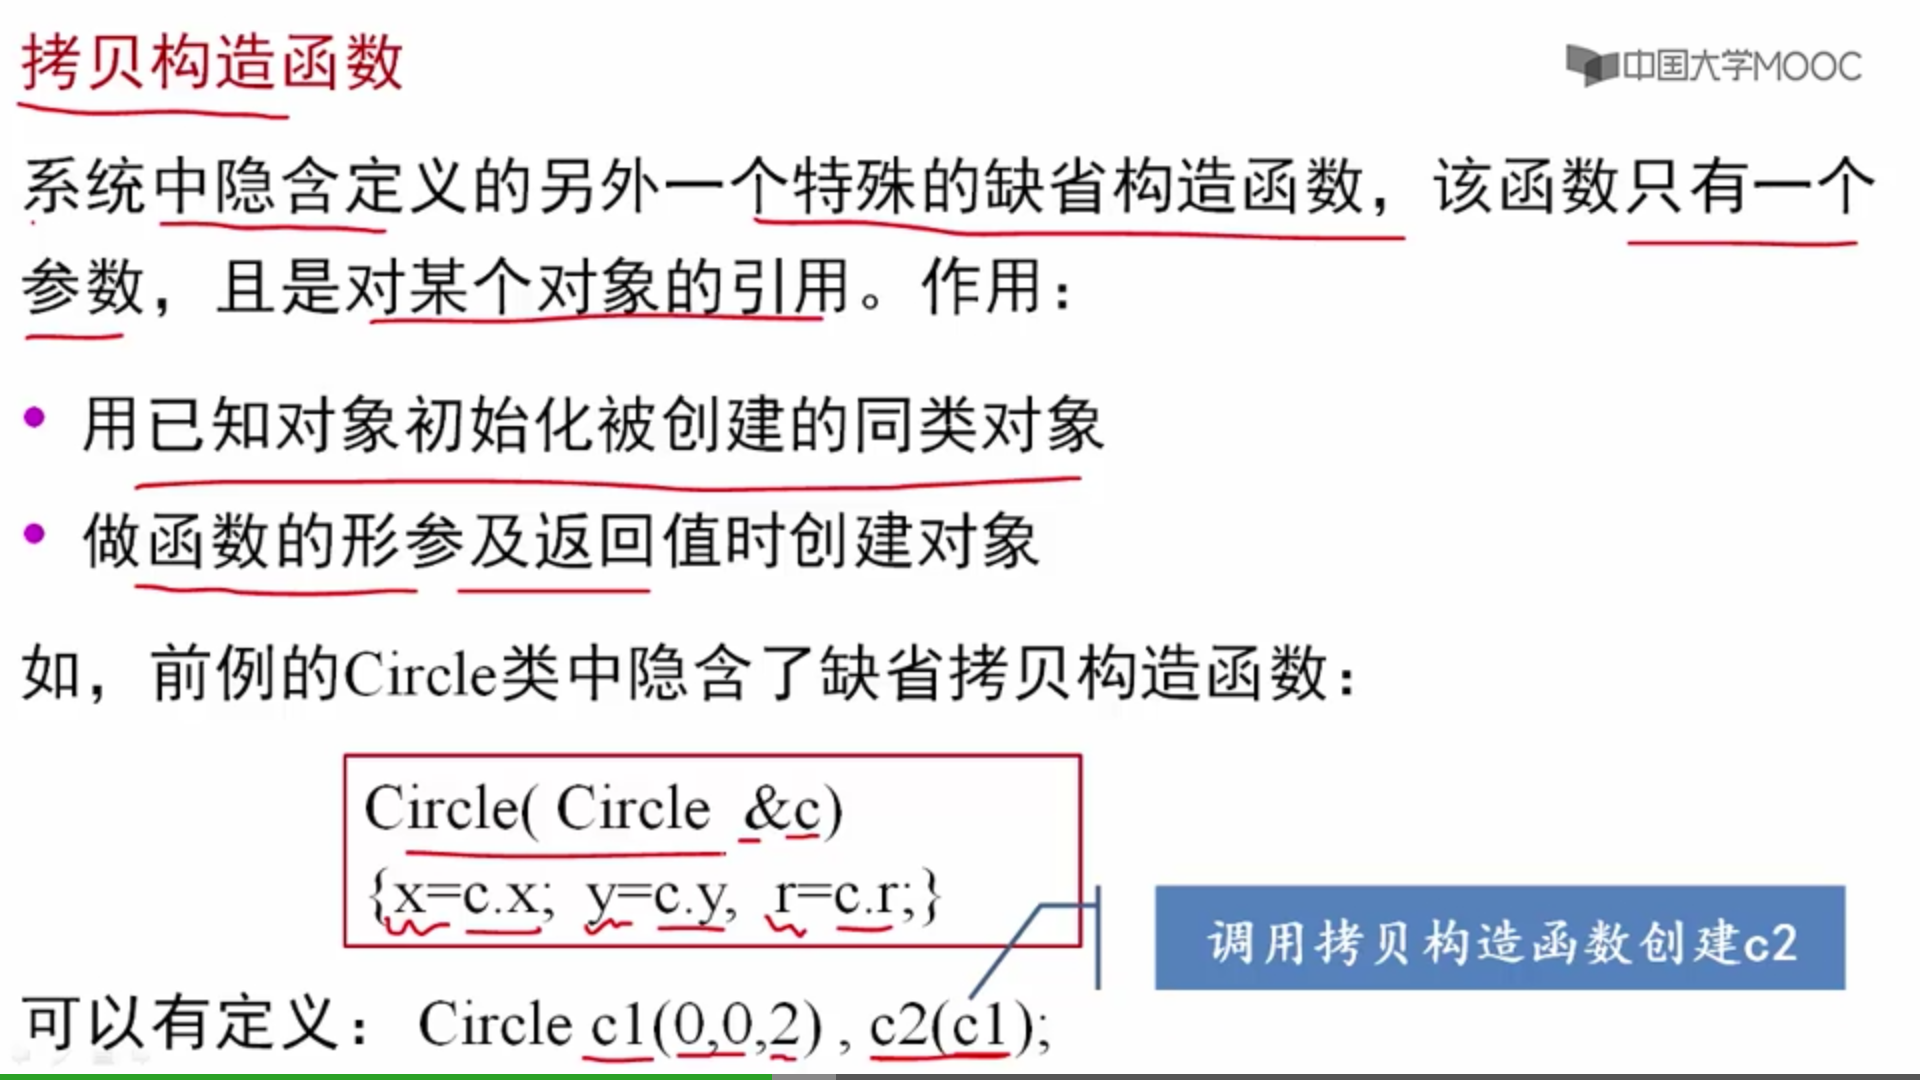 拷贝构造函数
中国大学MOOC
系统中隐含定义的另外一个特殊的缺省构造函数，该函数只有一个
参数，且是对某个对象的引用。作用：
用已知对象初始化被创建的同类对象
做函数的形参及返回值时创建对象
如，前例的Circle类中隐含了缺省拷贝构造函数：
Circle( Circle &c)
{x=c.x; y=c.y, r=c.r;}
调用拷贝构造函数创建c2
可以有定义： Circle c1(0,0,2) , c2(c1);